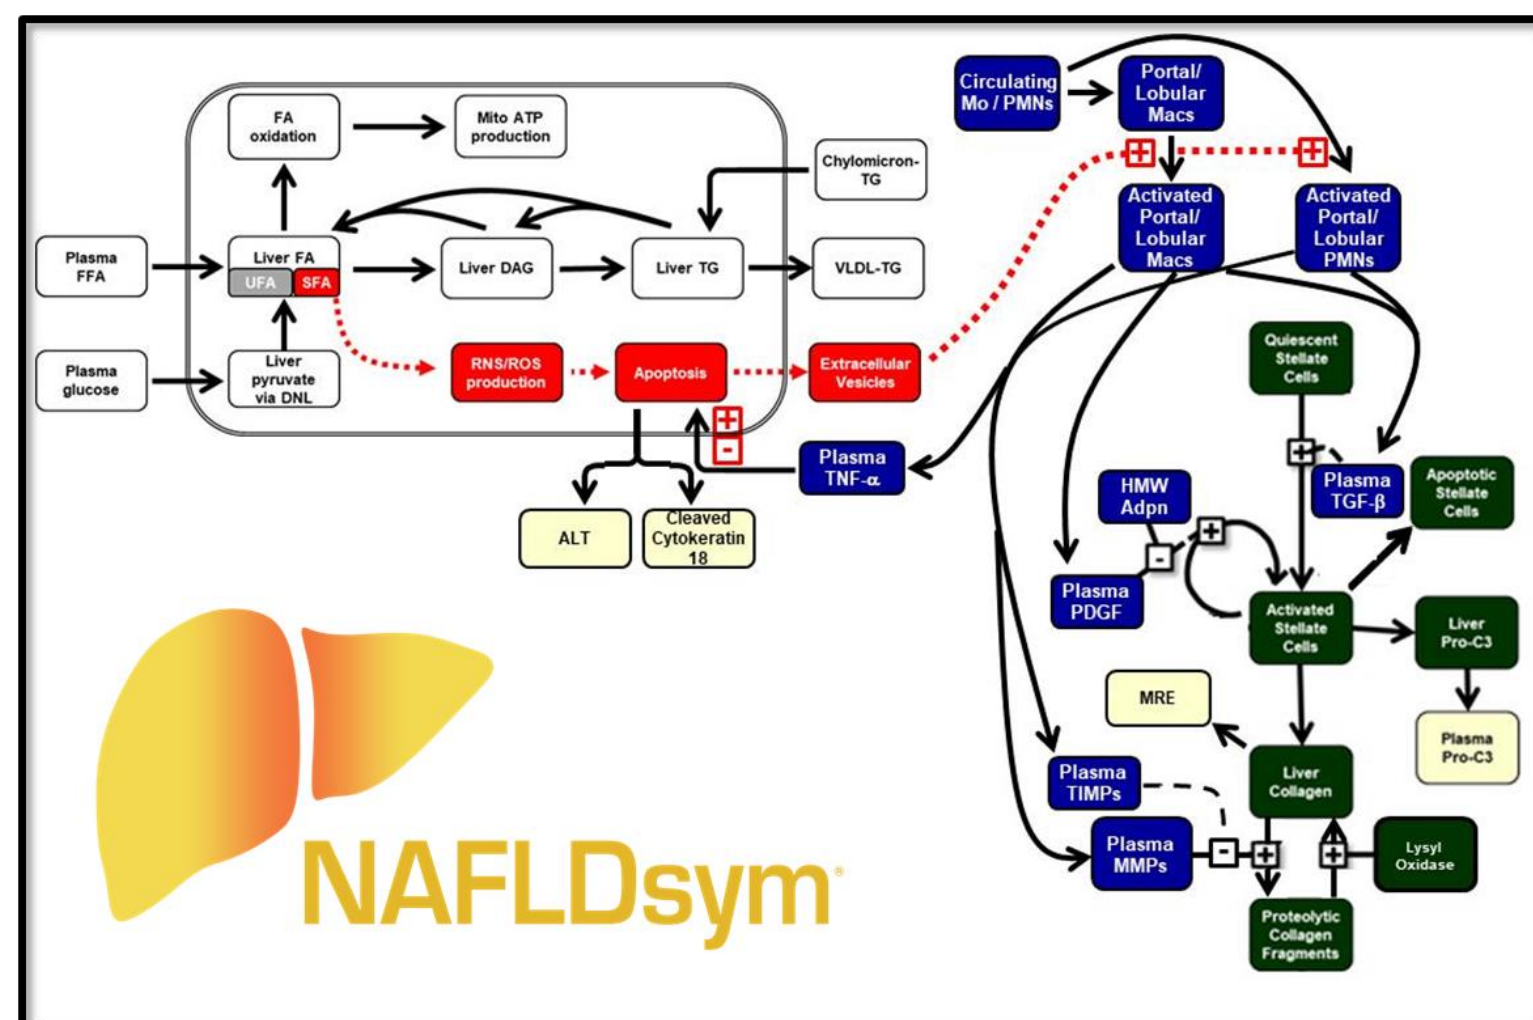 FA
oxidation
Mito ATP
production
Chylomicron-
TG
Plasma
FFA
Liver FA
UFA
SFA
Liver DAG
Liver TG
VLDL-TG
Plasma
glucose
Liver
pyruvate
via DNL
RNS/ROS
production
Apoptosis
Extracellular
Vesicles
+
-
ALT
Cleaved
Cytokeratin
18
Plasma
TNF-α
Circulating
Mo / PMNs
Portal/
Lobular
Macs
+
+
Activated
Portal/
Lobular
Macs
Activated
Portal/
Lobular
PMNs
Quiescent
Stellate
Cells
+
Plasma
TGF-β
Apoptotic
Stellate
Cells
HMW
Adpn
+
-
Plasma
PDGF
Activated
Stellate
Cells
Liver
Pro-C3
MRE
Plasma
Pro-C3
Plasma
TIMPs
Liver
Collagen
Plasma
MMPs
-
+
+
Lysyl
Oxidase
Proteolytic
Collagen
Fragments
NAFLDsym®